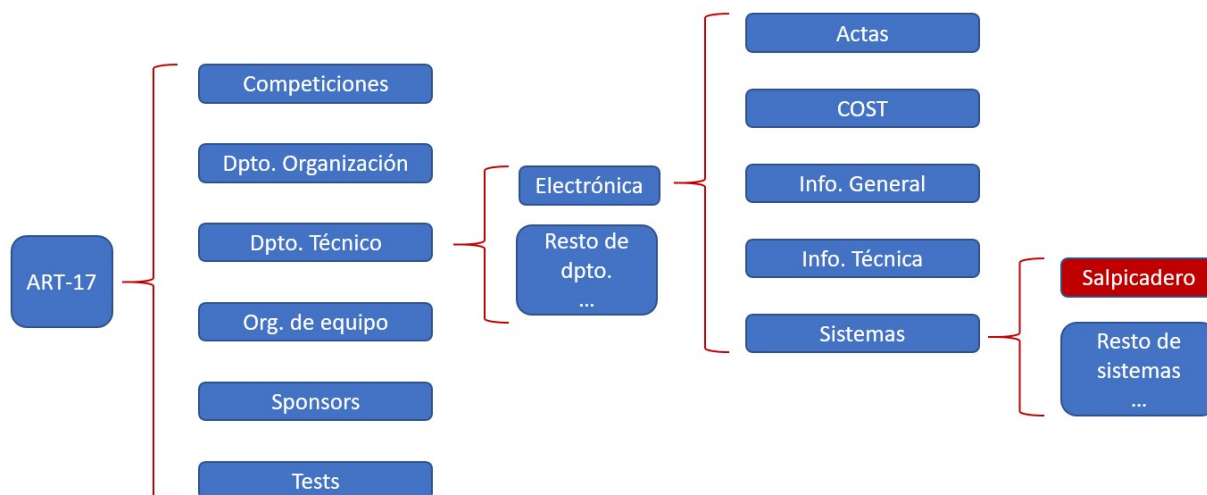 ART-17
Competiciones
Dpto. Organización
Dpto. Técnico
Org. de equipo
Sponsors
Tests
Electrónica
Resto de
dpto.
...
Actas
COST
Info. General
Info. Técnica
Sistemas
Salpicadero
Resto de
sistemas
...